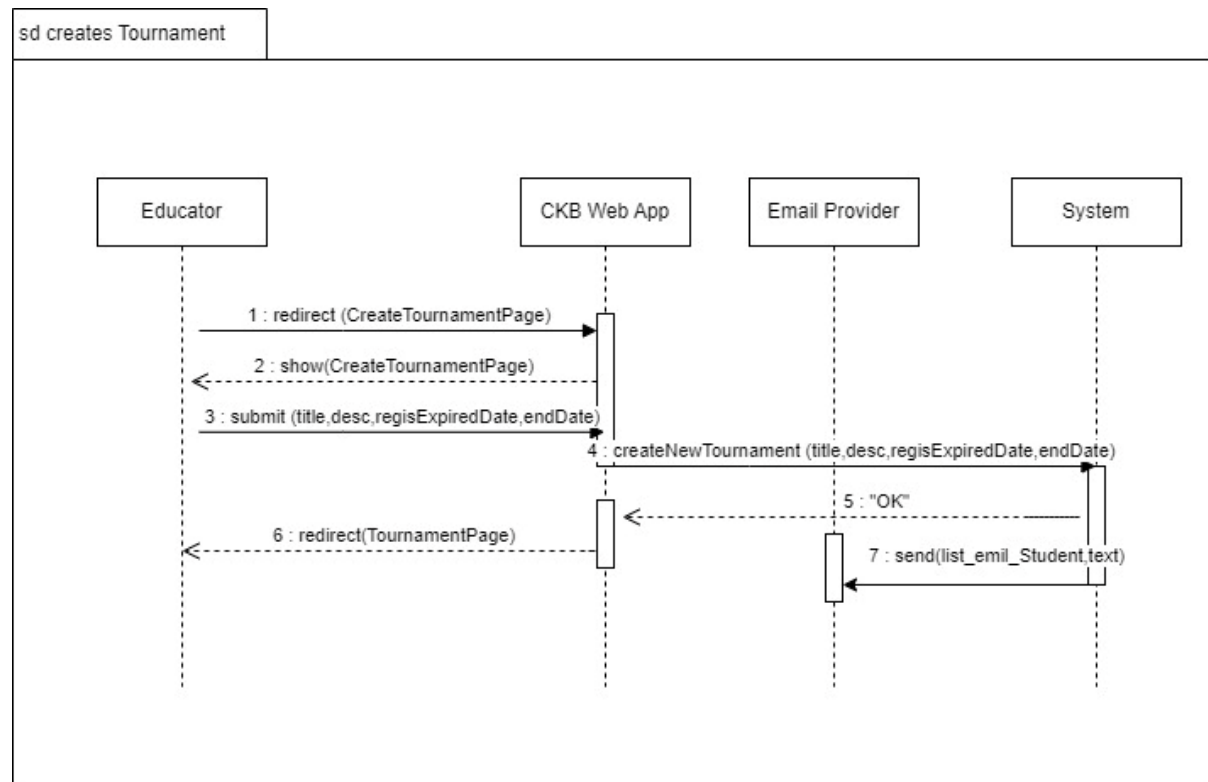 sd creates Tournament
Educator
CKB Web App
Email Provider
System
1 : redirect (CreateTournamentPage)
2 : show(CreateTournamentPage)
3 : submit (title,desc,regisExpiredDate,endDate)
4 : createNewTournament (title,desc,regisExpiredDate,endDate)
5 : "OK"
6 : redirect(TournamentPage)
7 : send(list_emil_Student,text)